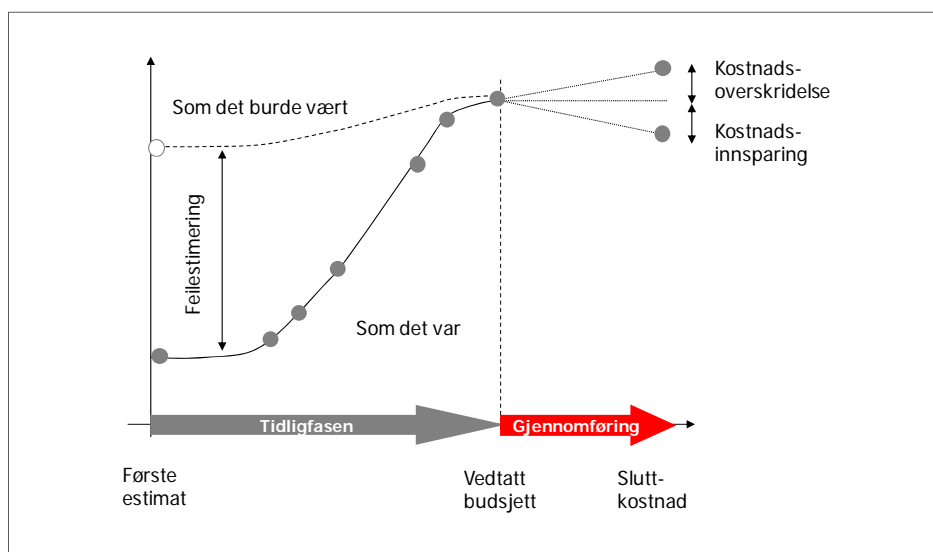 Kostnads-
overskridelse
Som det burde vært
Kostnads-
innsparing
Feilestimering
Som det var
Tidligfasen
Gjennomføring
Første
estimat
Vedtatt
budsjett
Slutt-
kostnad